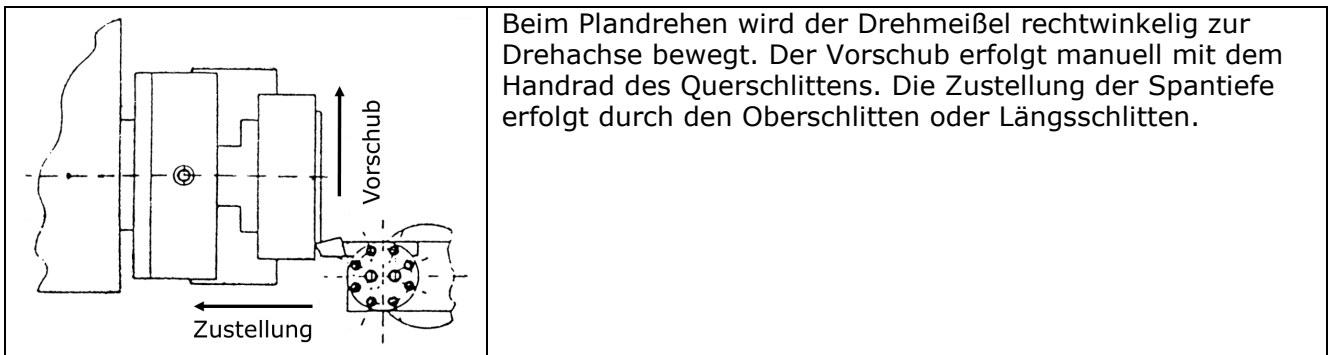 Vorschub
Zustellung
Beim Plandrehen wird der Drehmeißel rechtwinkelig zur
Drehachse bewegt. Der Vorschub erfolgt manuell mit dem
Handrad des Querschlittens. Die Zustellung der Spantiefe
erfolgt durch den Oberschlitten oder Längsschlitten.